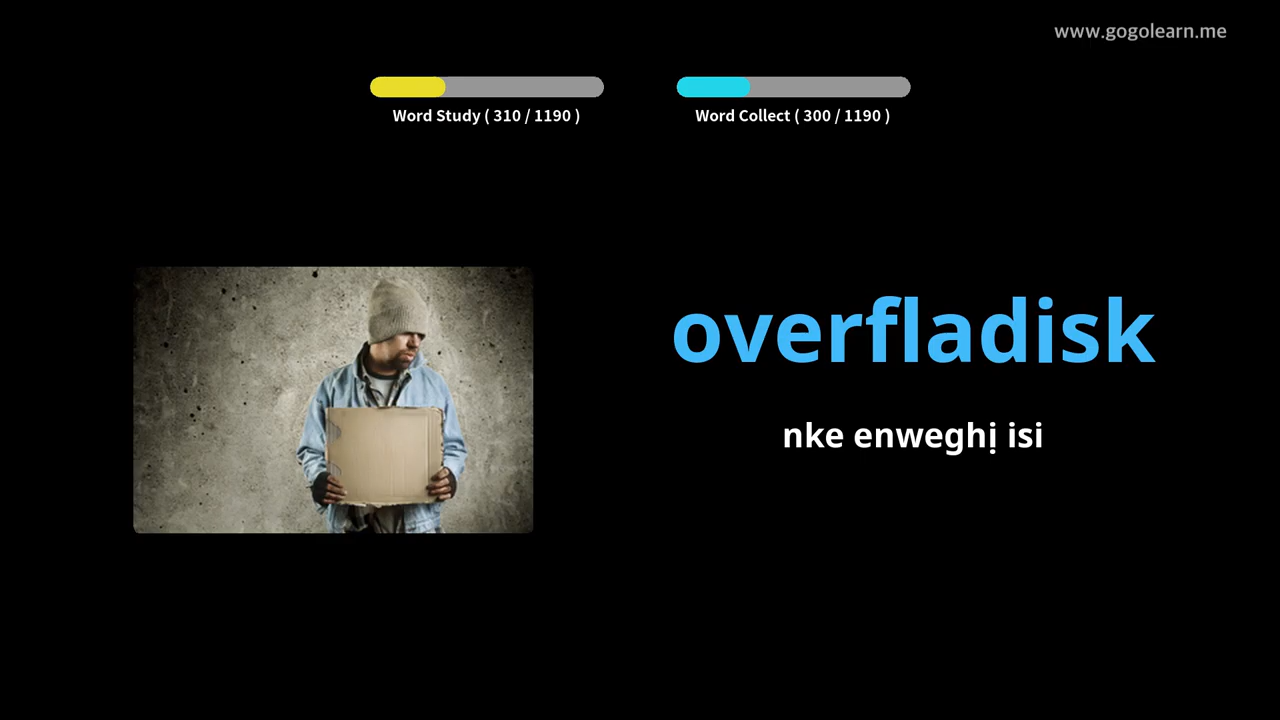 www.gogolearn.me
Word Study ( 310 / 1190 )
Word Collect ( 300 / 1190 )
overfladisk
nke enweghị isi